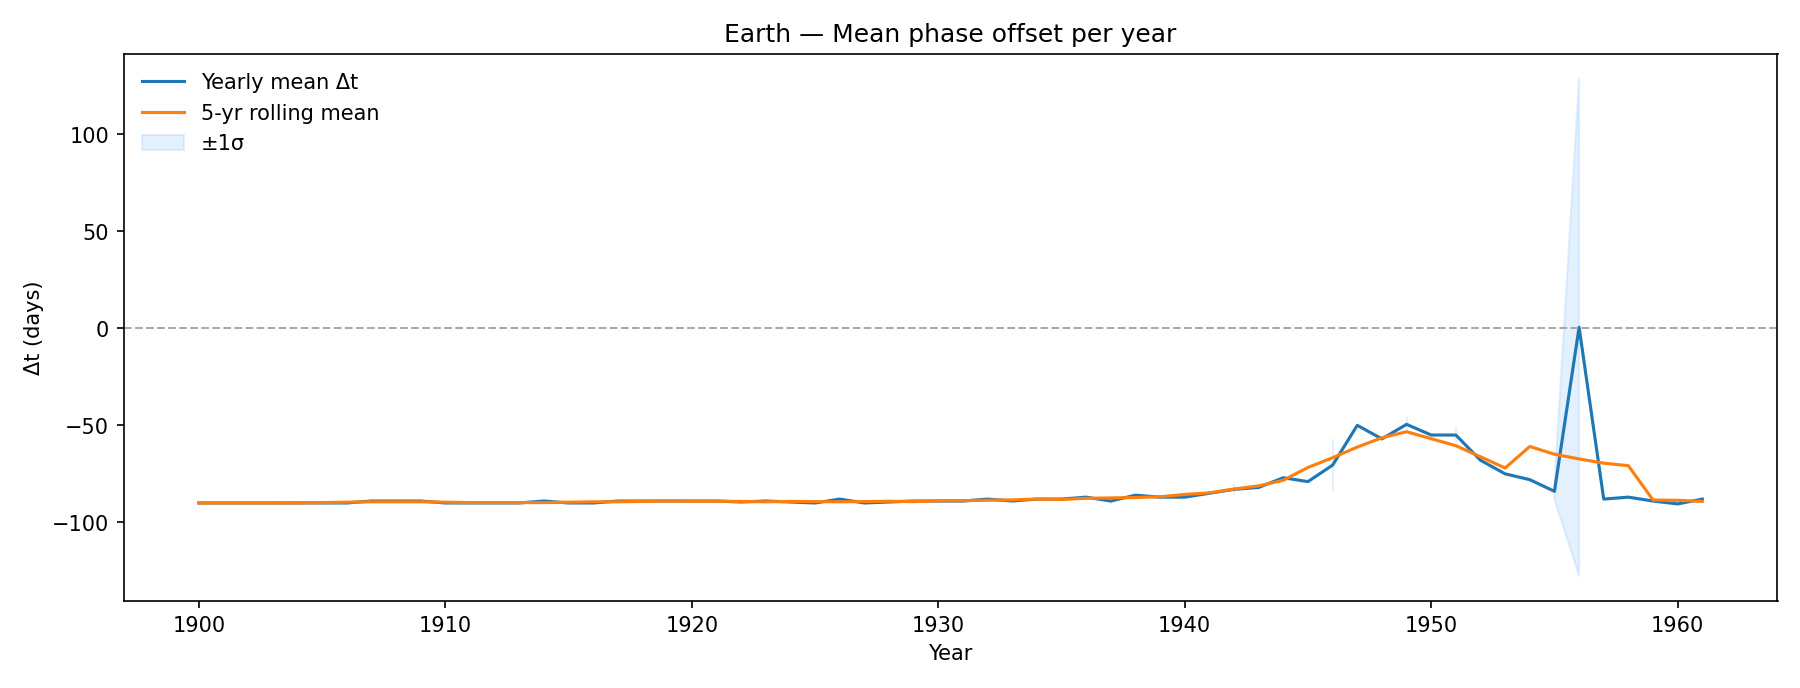 Earth — Mean phase offset per year
Yearly mean Δt
5-yr rolling mean
±1σ
Δt (days)
100
50
0
−50
−100
1900 1910 1920 1930 1940 1950 1960
Year